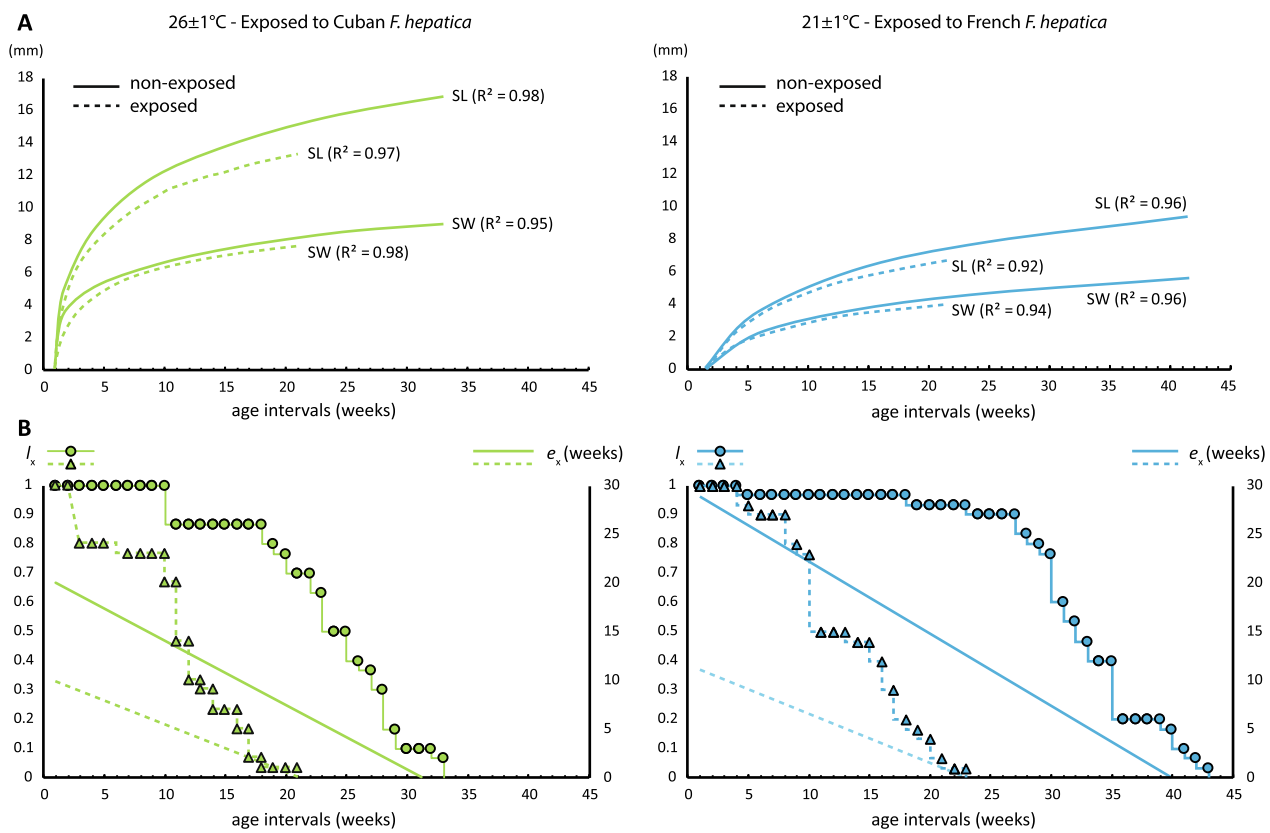 A
26±1°C - Exposed to Cuban F. hepatica
(mm)
18
16
14
12
10
8
6
4
2
0
non-exposed
exposed
SL (R² = 0.98)
SL (R² = 0.97)
SW (R² = 0.95)
SW (R² = 0.98)
0 5 10 15 20 25 30 35 40 45
age intervals (weeks)
21±1°C - Exposed to French F. hepatica
(mm)
18
16
14
12
10
8
6
4
2
0
non-exposed
exposed
SL (R² = 0.96)
SL (R² = 0.92)
SW (R² = 0.96)
SW (R² = 0.94)
0 5 10 15 20 25 30 35 40 45
age intervals (weeks)
B
lx
ex (weeks)
1
0.9
0.8
0.7
0.6
0.5
0.4
0.3
0.2
0.1
0
30
25
20
15
10
5
0
0 5 10 15 20 25 30 35 40 45
age intervals (weeks)
lx
ex (weeks)
1
0.9
0.8
0.7
0.6
0.5
0.4
0.3
0.2
0.1
0
30
25
20
15
10
5
0
0 5 10 15 20 25 30 35 40 45
age intervals (weeks)